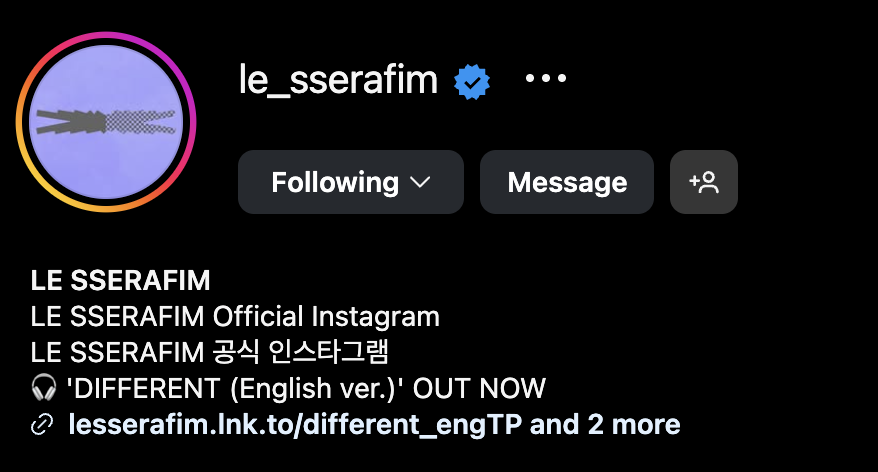 le_sserafim
Following
Message
LE SSERAFIM
LE SSERAFIM Official Instagram
LE SSERAFIM 공식 인스타그램
🎧 'DIFFERENT (English ver.)' OUT NOW
lesserafim.lnk.to/different_engTP and 2 more